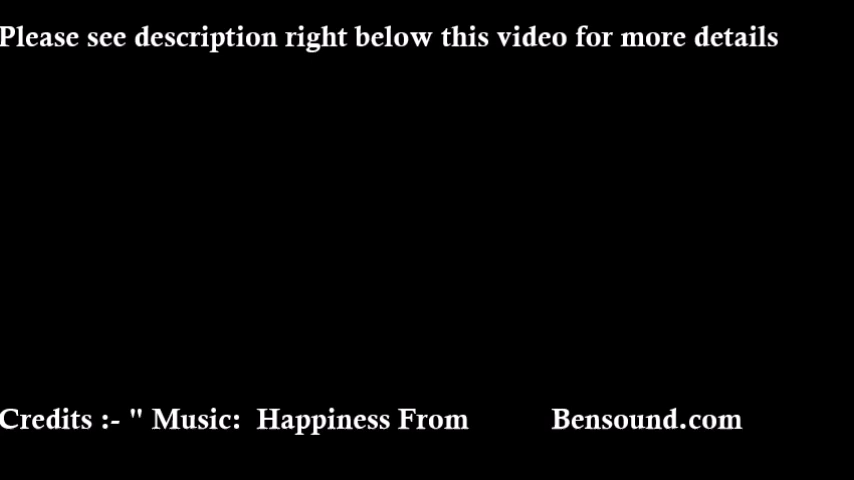 Please see description right below this video for more details
Credits :- " Music:  Happiness From          Bensound.com